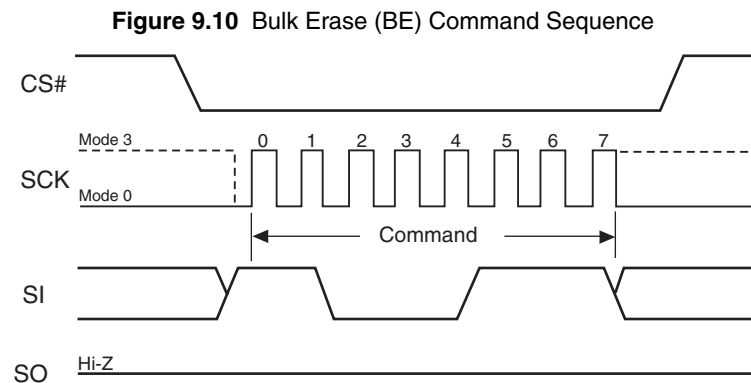 Figure 9.10 Bulk Erase (BE) Command Sequence
CS#
Mode 3
0 1 2 3 4 5 6 7
SCK
Mode 0
Command
SI
Hi-Z
SO